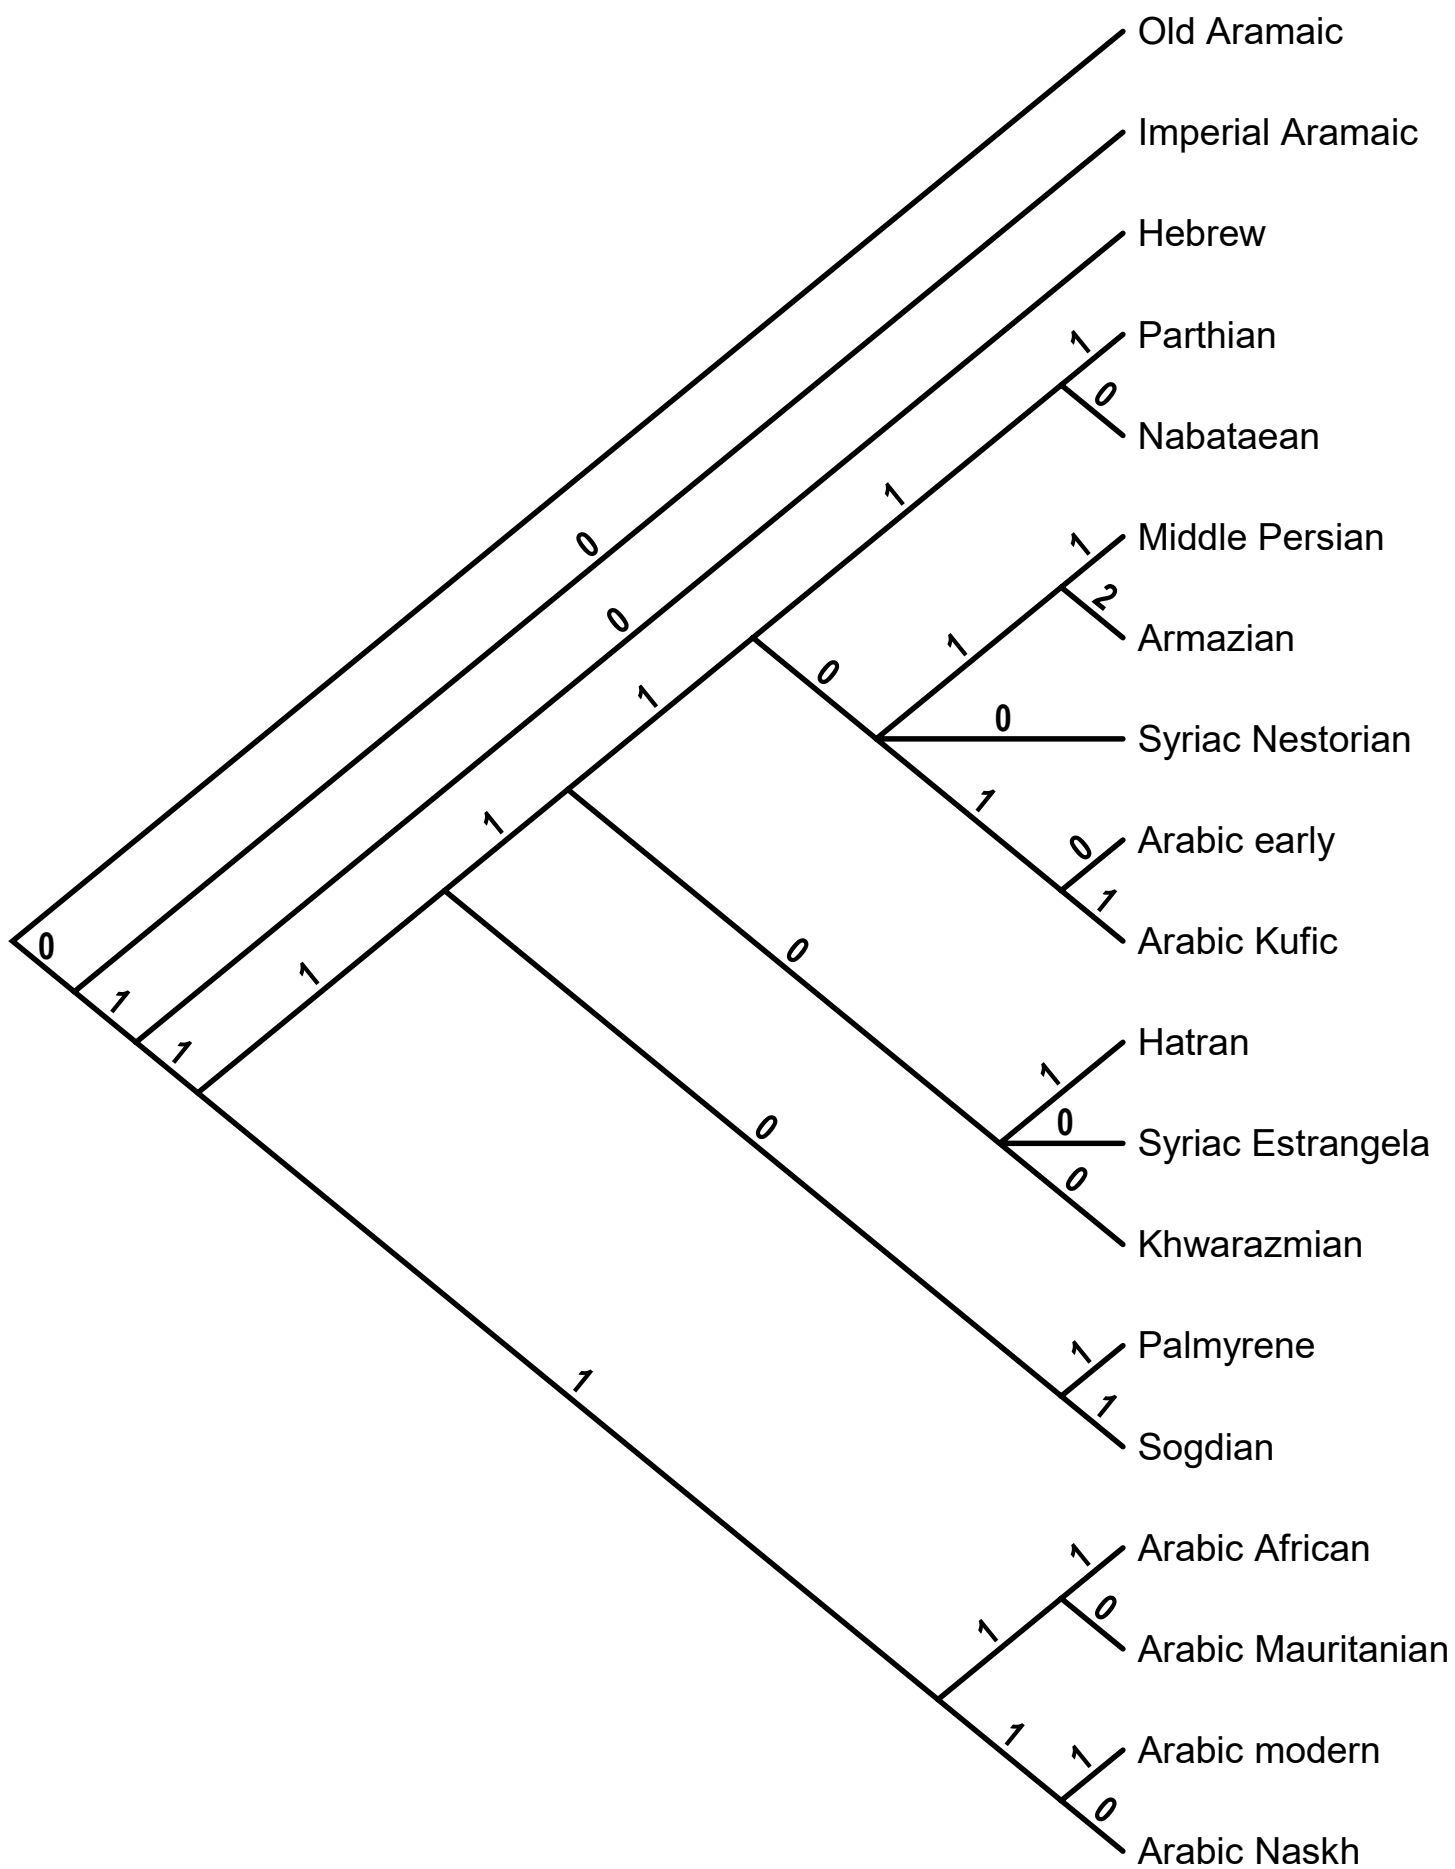 Old Aramaic
Imperial Aramaic
Hebrew
1 Parthian
0 Nabataean
1
1 Middle Persian
2 Armazian
0
0
1
0
1
0 Syriac Nestorian
1
1
0 Arabic early
1 Arabic Kufic
0
0
1
1
1
1
Hatran
1
0 Syriac Estrangela
0
0
Khwarazmian
1 Palmyrene
1 Sogdian
1
1 Arabic African
0 Arabic Mauritanian
1
1
1 Arabic modern
0 Arabic Naskh